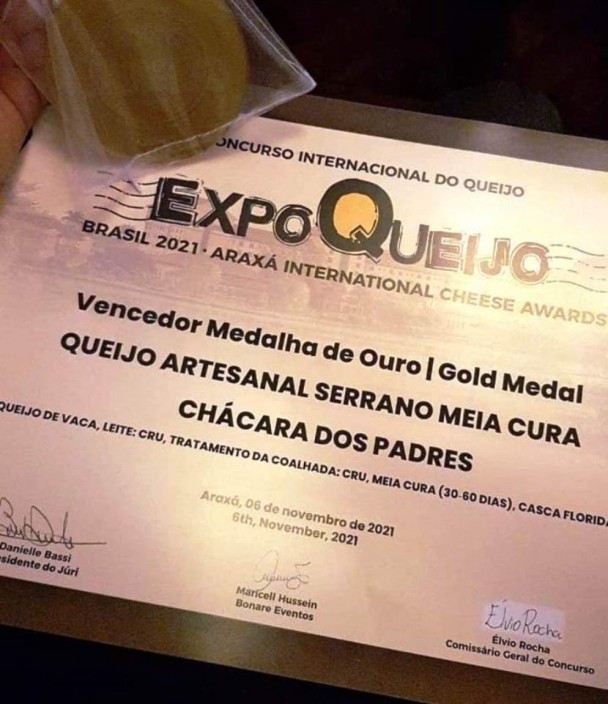 CONCURSO INTERNACIONAL DO QUEIJO
EXPOQUEIJO
BRASIL 2021 • ARAXÁ INTERNATIONAL CHEESE AWARDS
Vencedor Medalha de Ouro | Gold Medal
QUEIJO ARTESANAL SERRANO MEIA CURA
CHÁCARA DOS PADRES
QUEIJO DE VACA, LEITE: CRU, TRATAMENTO DA COALHADA: CRU, MEIA CURA (30-60 DIAS), CASCA FLORIDA
Araxá, 06 de novembro de 2021
6th, November, 2021
Danielle Bassi
sidente do Júri
Maricell Hussein
Bonare Eventos
Élvio Rocha
Élvio Rocha
Comissário Geral do Concurso